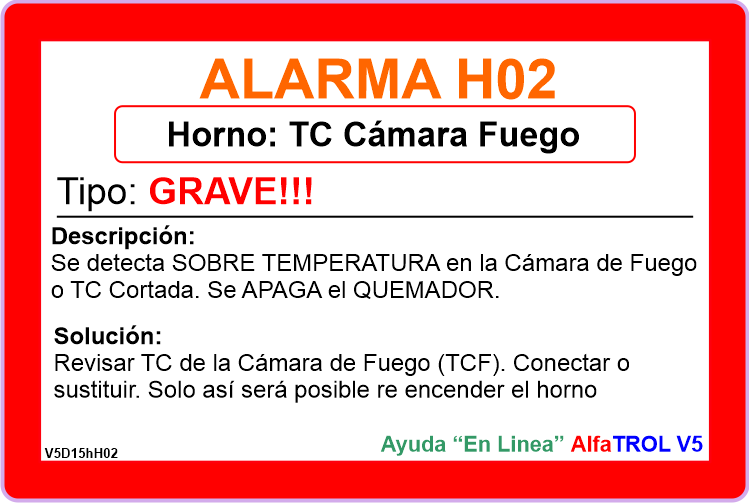 ALARMA H02
Horno: TC Cámara Fuego
Tipo: GRAVE!!!
Descripción:
Se detecta SOBRE TEMPERATURA en la Cámara de Fuego
o TC Cortada. Se APAGA el QUEMADOR.
Solución:
Revisar TC de la Cámara de Fuego (TCF). Conectar o
sustituir. Solo así será posible re encender el horno
Ayuda “En Linea” AlfaTROL V5
V5D15hH02